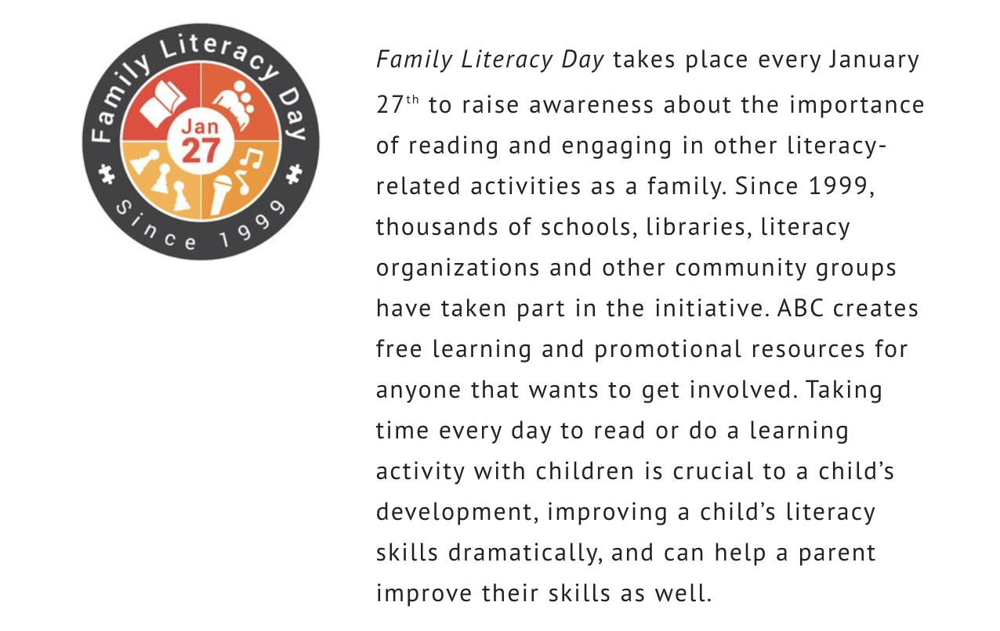 Family Literacy Day
Jan
27
Since 1999
Family Literacy Day takes place every January
27th to raise awareness about the importance
of reading and engaging in other literacy-
related activities as a family. Since 1999,
thousands of schools, libraries, literacy
organizations and other community groups
have taken part in the initiative. ABC creates
free learning and promotional resources for
anyone that wants to get involved. Taking
time every day to read or do a learning
activity with children is crucial to a child’s
development, improving a child’s literacy
skills dramatically, and can help a parent
improve their skills as well.